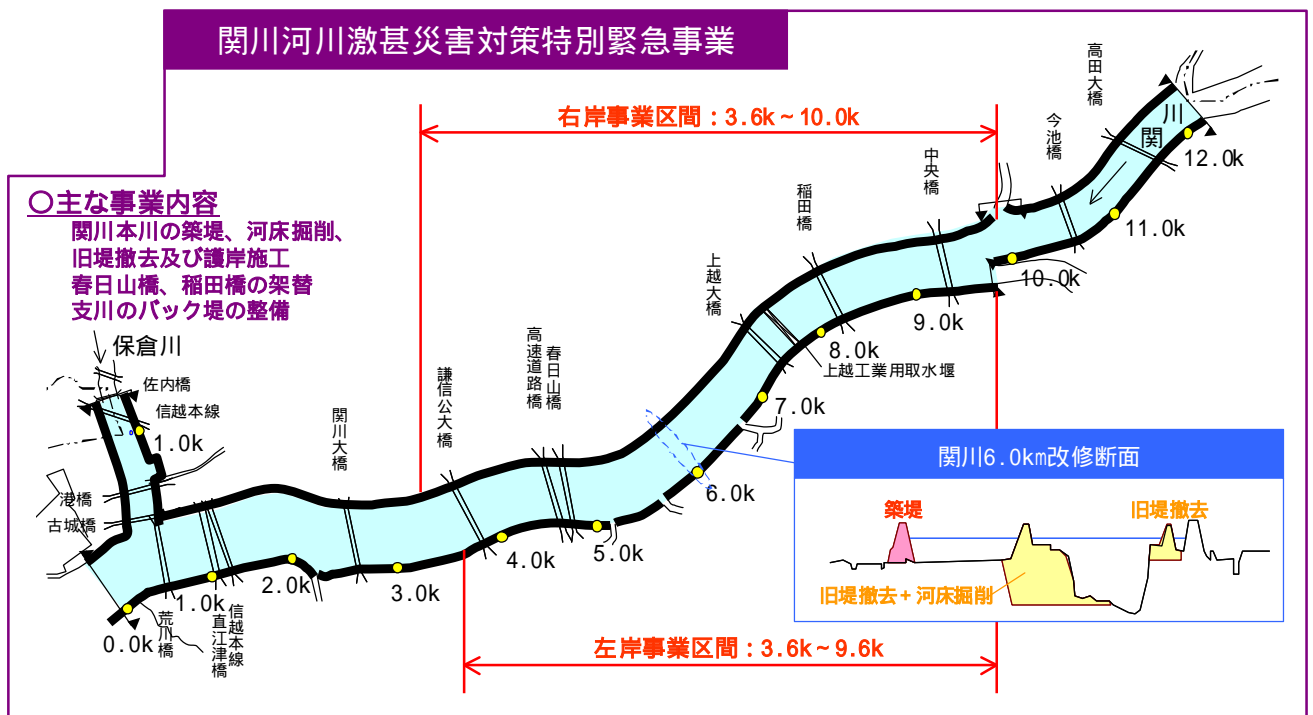 関川河川激甚災害対策特別緊急事業
右岸事業区間：3.6k～10.0k
高田大橋
今池橋
中央橋
稲田橋
上越大橋
高速道路橋
春日山橋
謙信公大橋
関川大橋
関川
12.0k
11.0k
10.0k
9.0k
8.0k
上越工業用取水堰
7.0k
6.0k
5.0k
4.0k
3.0k
2.0k
1.0k
0.0k
○主な事業内容
関川本川の築堤、河床掘削、
旧堤撤去及び護岸施工
春日山橋、稲田橋の架替
支川のバック堤の整備
保倉川
佐内橋
信越本線
1.0k
港橋
古城橋
荒川橋
直江津橋
信越本線
関川6.0km改修断面
築堤
旧堤撤去
旧堤撤去＋河床掘削
左岸事業区間：3.6k～9.6k